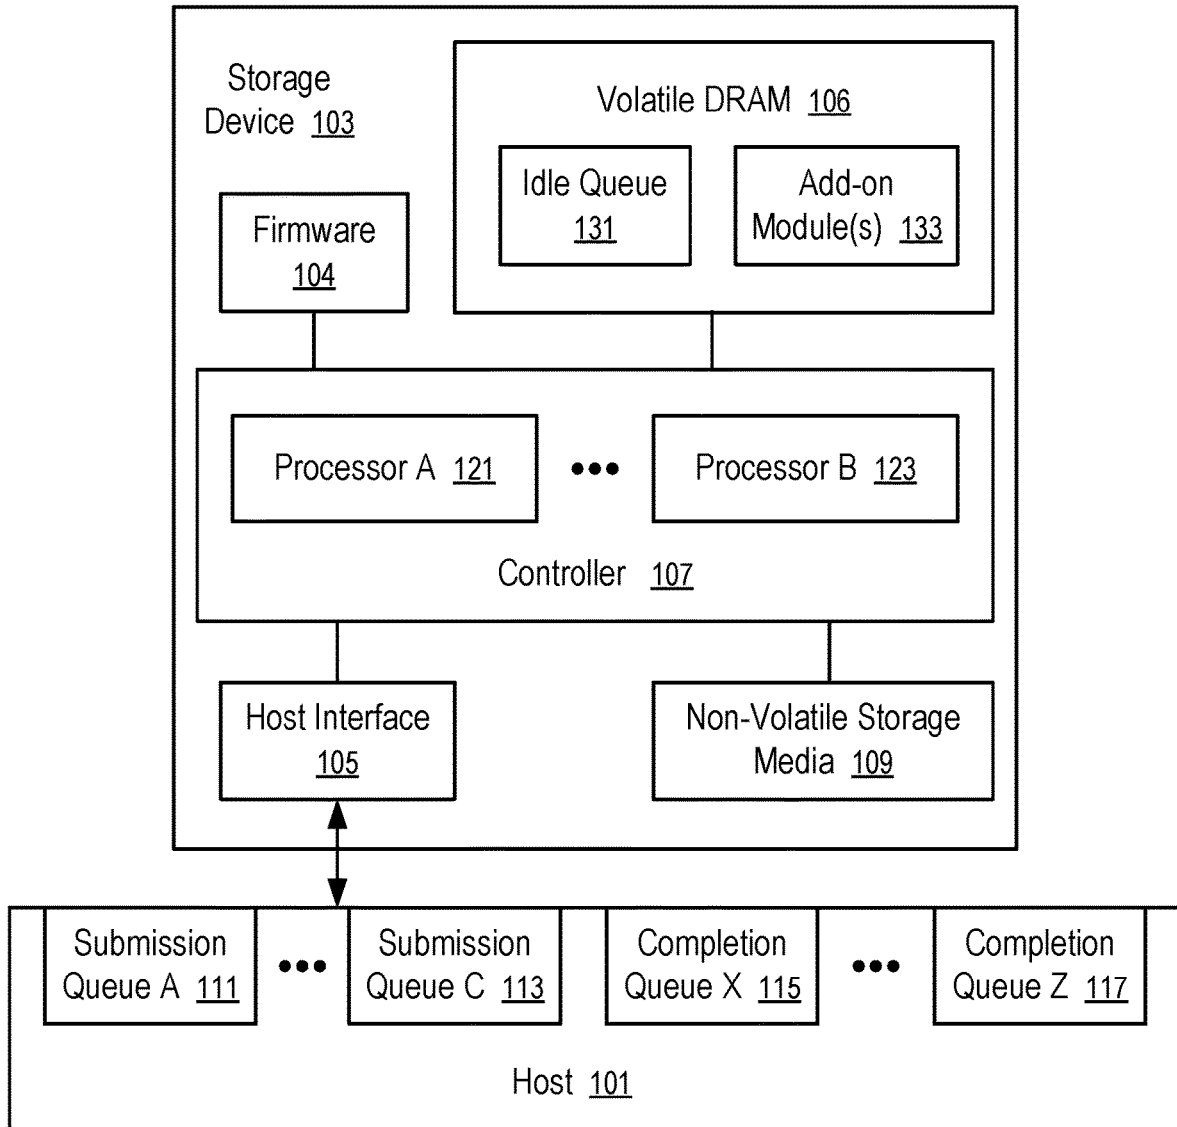 Storage
Device 103
Volatile DRAM 106
Idle Queue
131
Add-on
Module(s) 133
Firmware
104
Processor A 121
•••
Processor B 123
Controller 107
Host Interface
105
Non-Volatile Storage
Media 109
Submission
Queue A 111
•••
Submission
Queue C 113
Completion
Queue X 115
•••
Completion
Queue Z 117
Host 101